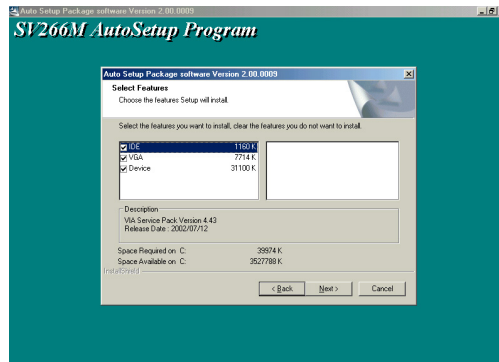 Auto Setup Package software Version 2.00.0009
SV266M AutoSetup Program
Auto Setup Package software Version 2.00.0009
Select Features
Choose the features Setup will install.
Select the features you want to install, clear the features you do not want to install.
IDE 1160 K
VGA 7714 K
Device 31100 K
Description
VIA Service Pack Version 4.43
Release Date : 2002/07/12
Space Required on C: 39974 K
Space Available on C: 3527788 K
InstallShield
< Back Next > Cancel